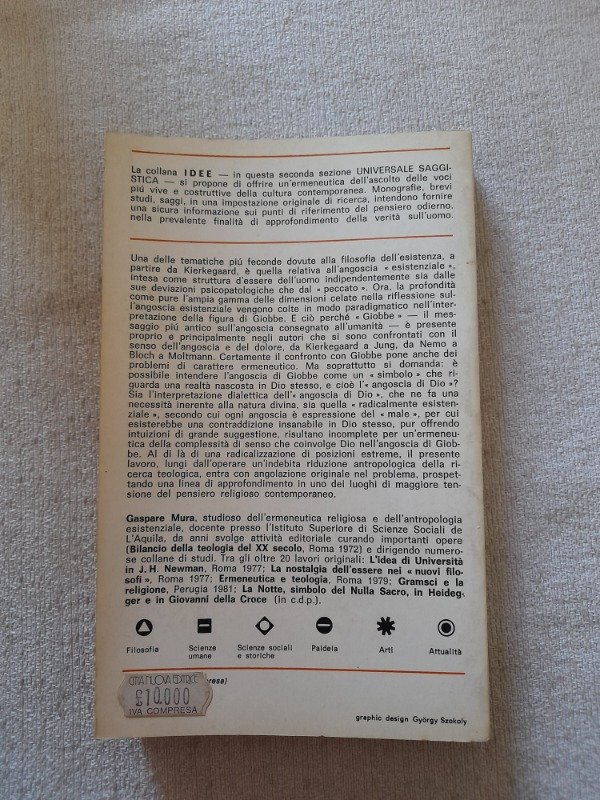 La collana IDEE — in questa seconda sezione UNIVERSALE SAGGI-
STICA — si propone di offrire un'ermeneutica dell'ascolto delle voci
piú vive e costruttive della cultura contemporanea. Monografie, brevi
studi, saggi, in una impostazione originale di ricerca, intendono fornire
una sicura informazione sui punti di riferimento del pensiero odierno,
nella prevalente finalità di approfondimento della verità sull'uomo.
Una delle tematiche piú feconde dovute alla filosofia dell'esistenza, a
partire da Kierkegaard, è quella relativa all'angoscia « esistenziale »,
intesa come struttura d'essere dell'uomo indipendentemente sia dalle
sue deviazioni psicopatologiche che dal « peccato ». Ora, la profondità
come pure l'ampia gamma delle dimensioni celate nella riflessione sul-
l'angoscia esistenziale vengono colte in modo paradigmatico nell'inter-
pretazione della figura di Giobbe. E ciò perché « Giobbe » — il mes-
saggio piú antico sull'angoscia consegnato all'umanità — è presente
proprio e principalmente negli autori che si sono confrontati con il
senso dell'angoscia e del dolore, da Kierkegaard a Jung, da Nemo a
Bloch a Moltmann. Certamente il confronto con Giobbe pone anche dei
problemi di carattere ermeneutico. Ma soprattutto si domanda: è
possibile intendere l'angoscia di Giobbe come un « simbolo » che ri-
guarda una realtà nascosta in Dio stesso, e cioè l'« angoscia di Dio »?
Sia l'interpretazione dialettica dell'« angoscia di Dio », che ne fa una
necessità inerente alla natura divina, sia quella « radicalmente esisten-
ziale », secondo cui ogni angoscia è espressione del « male », per cui
esisterebbe una contraddizione insanabile in Dio stesso, pur offrendo
intuizioni di grande suggestione, risultano incomplete per un'ermeneu-
tica della complessità di senso che coinvolge Dio nell'angoscia di Giob-
be. Al di là di una radicalizzazione di posizioni estreme, il presente
lavoro, lungi dall'operare un'indebita riduzione antropologica della ri-
cerca teologica, entra con angolazione originale nel problema, prospet-
tando una linea di approfondimento in uno dei luoghi di maggiore ten-
sione del pensiero religioso contemporaneo.
Gaspare Mura, studioso dell'ermeneutica religiosa e dell'antropologia
esistenziale, docente presso l'Istituto Superiore di Scienze Sociali de
L'Aquila, da anni svolge attività editoriale curando importanti opere
(Bilancio della teologia del XX secolo, Roma 1972) e dirigendo numero-
se collane di studi. Tra gli oltre 20 lavori originali: L'idea di Università
in J. H. Newman, Roma 1977; La nostalgia dell'essere nei « nuovi filo-
sofi », Roma 1977; Ermeneutica e teologia, Roma 1979; Gramsci e la
religione, Perugia 1981; La Notte, simbolo del Nulla Sacro, in Heideg-
ger e in Giovanni della Croce (in c.d.p.).
Filosofia
Scienze
umane
Scienze sociali
e storiche
Paideia
Arti
Attualità
CITTÀ NUOVA EDITRICE
£10.000
IVA COMPRESA
presa)
graphic design György Szokoly